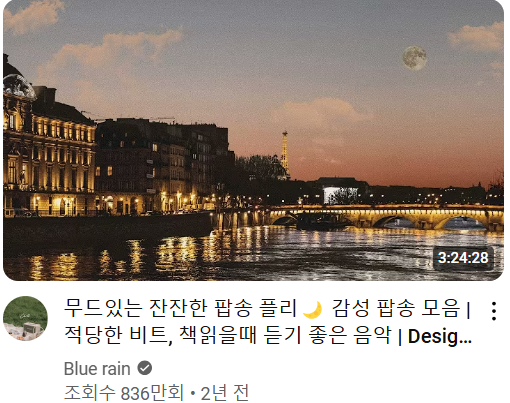 3:24:28
무드있는 잔잔한 팝송 플리 🌙 감성 팝송 모음 |
적당한 비트, 책읽을때 듣기 좋은 음악 | Desig...
Blue rain
조회수 836만회 • 2년 전